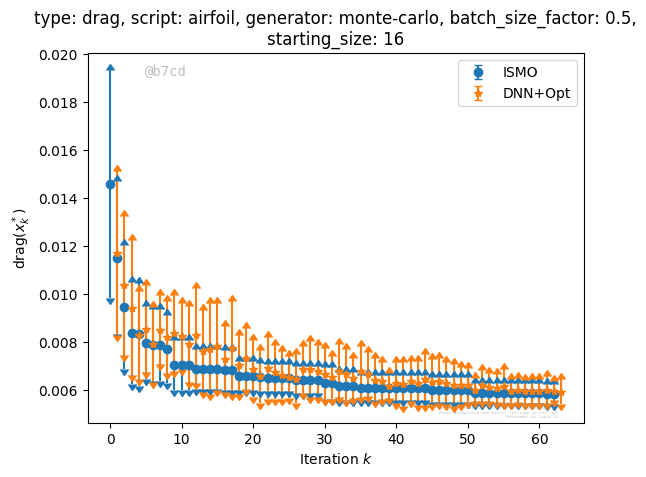 type: drag, script: airfoil, generator: monte-carlo, batch_size_factor: 0.5,
starting_size: 16
@b7cd
ISMO
DNN+Opt
0.020
0.018
0.016
0.014
0.012
0.010
0.008
0.006
drag(x*k)
0 10 20 30 40 50 60
Iteration k